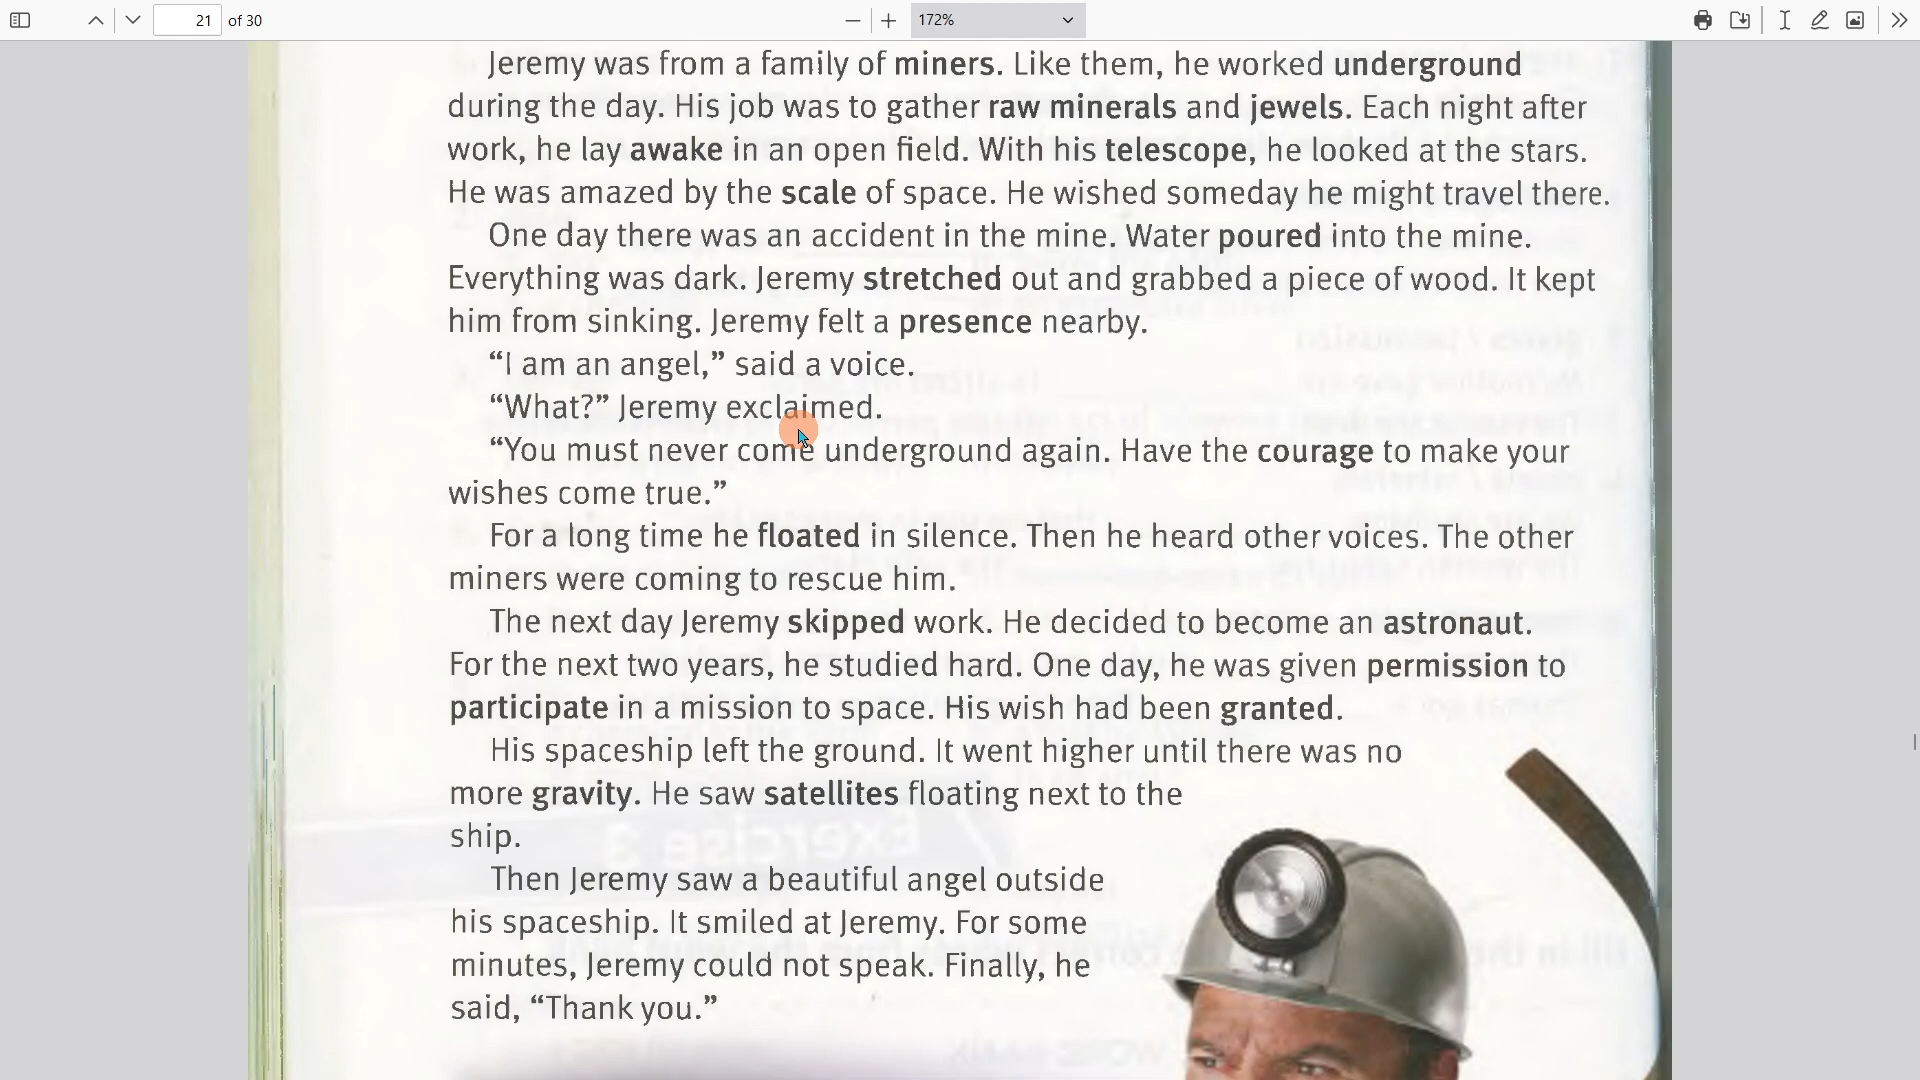 21 of 30
172%
Jeremy was from a family of miners. Like them, he worked underground
during the day. His job was to gather raw minerals and jewels. Each night after
work, he lay awake in an open field. With his telescope, he looked at the stars.
He was amazed by the scale of space. He wished someday he might travel there.
One day there was an accident in the mine. Water poured into the mine.
Everything was dark. Jeremy stretched out and grabbed a piece of wood. It kept
him from sinking. Jeremy felt a presence nearby.
“I am an angel,” said a voice.
“What?” Jeremy exclaimed.
“You must never come underground again. Have the courage to make your
wishes come true.”
For a long time he floated in silence. Then he heard other voices. The other
miners were coming to rescue him.
The next day Jeremy skipped work. He decided to become an astronaut.
For the next two years, he studied hard. One day, he was given permission to
participate in a mission to space. His wish had been granted.
His spaceship left the ground. It went higher until there was no
more gravity. He saw satellites floating next to the
ship.
Then Jeremy saw a beautiful angel outside
his spaceship. It smiled at Jeremy. For some
minutes, Jeremy could not speak. Finally, he
said, “Thank you.”